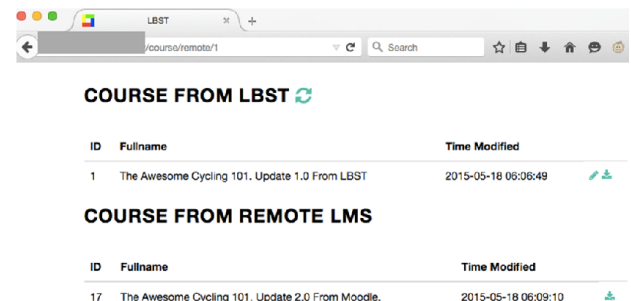 LBST
/course/remote/1
Search
COURSE FROM LBST
ID Fullname Time Modified
1 The Awesome Cycling 101. Update 1.0 From LBST 2015-05-18 06:06:49
COURSE FROM REMOTE LMS
ID Fullname Time Modified
17 The Awesome Cycling 101. Update 2.0 From Moodle. 2015-05-18 06:09:10